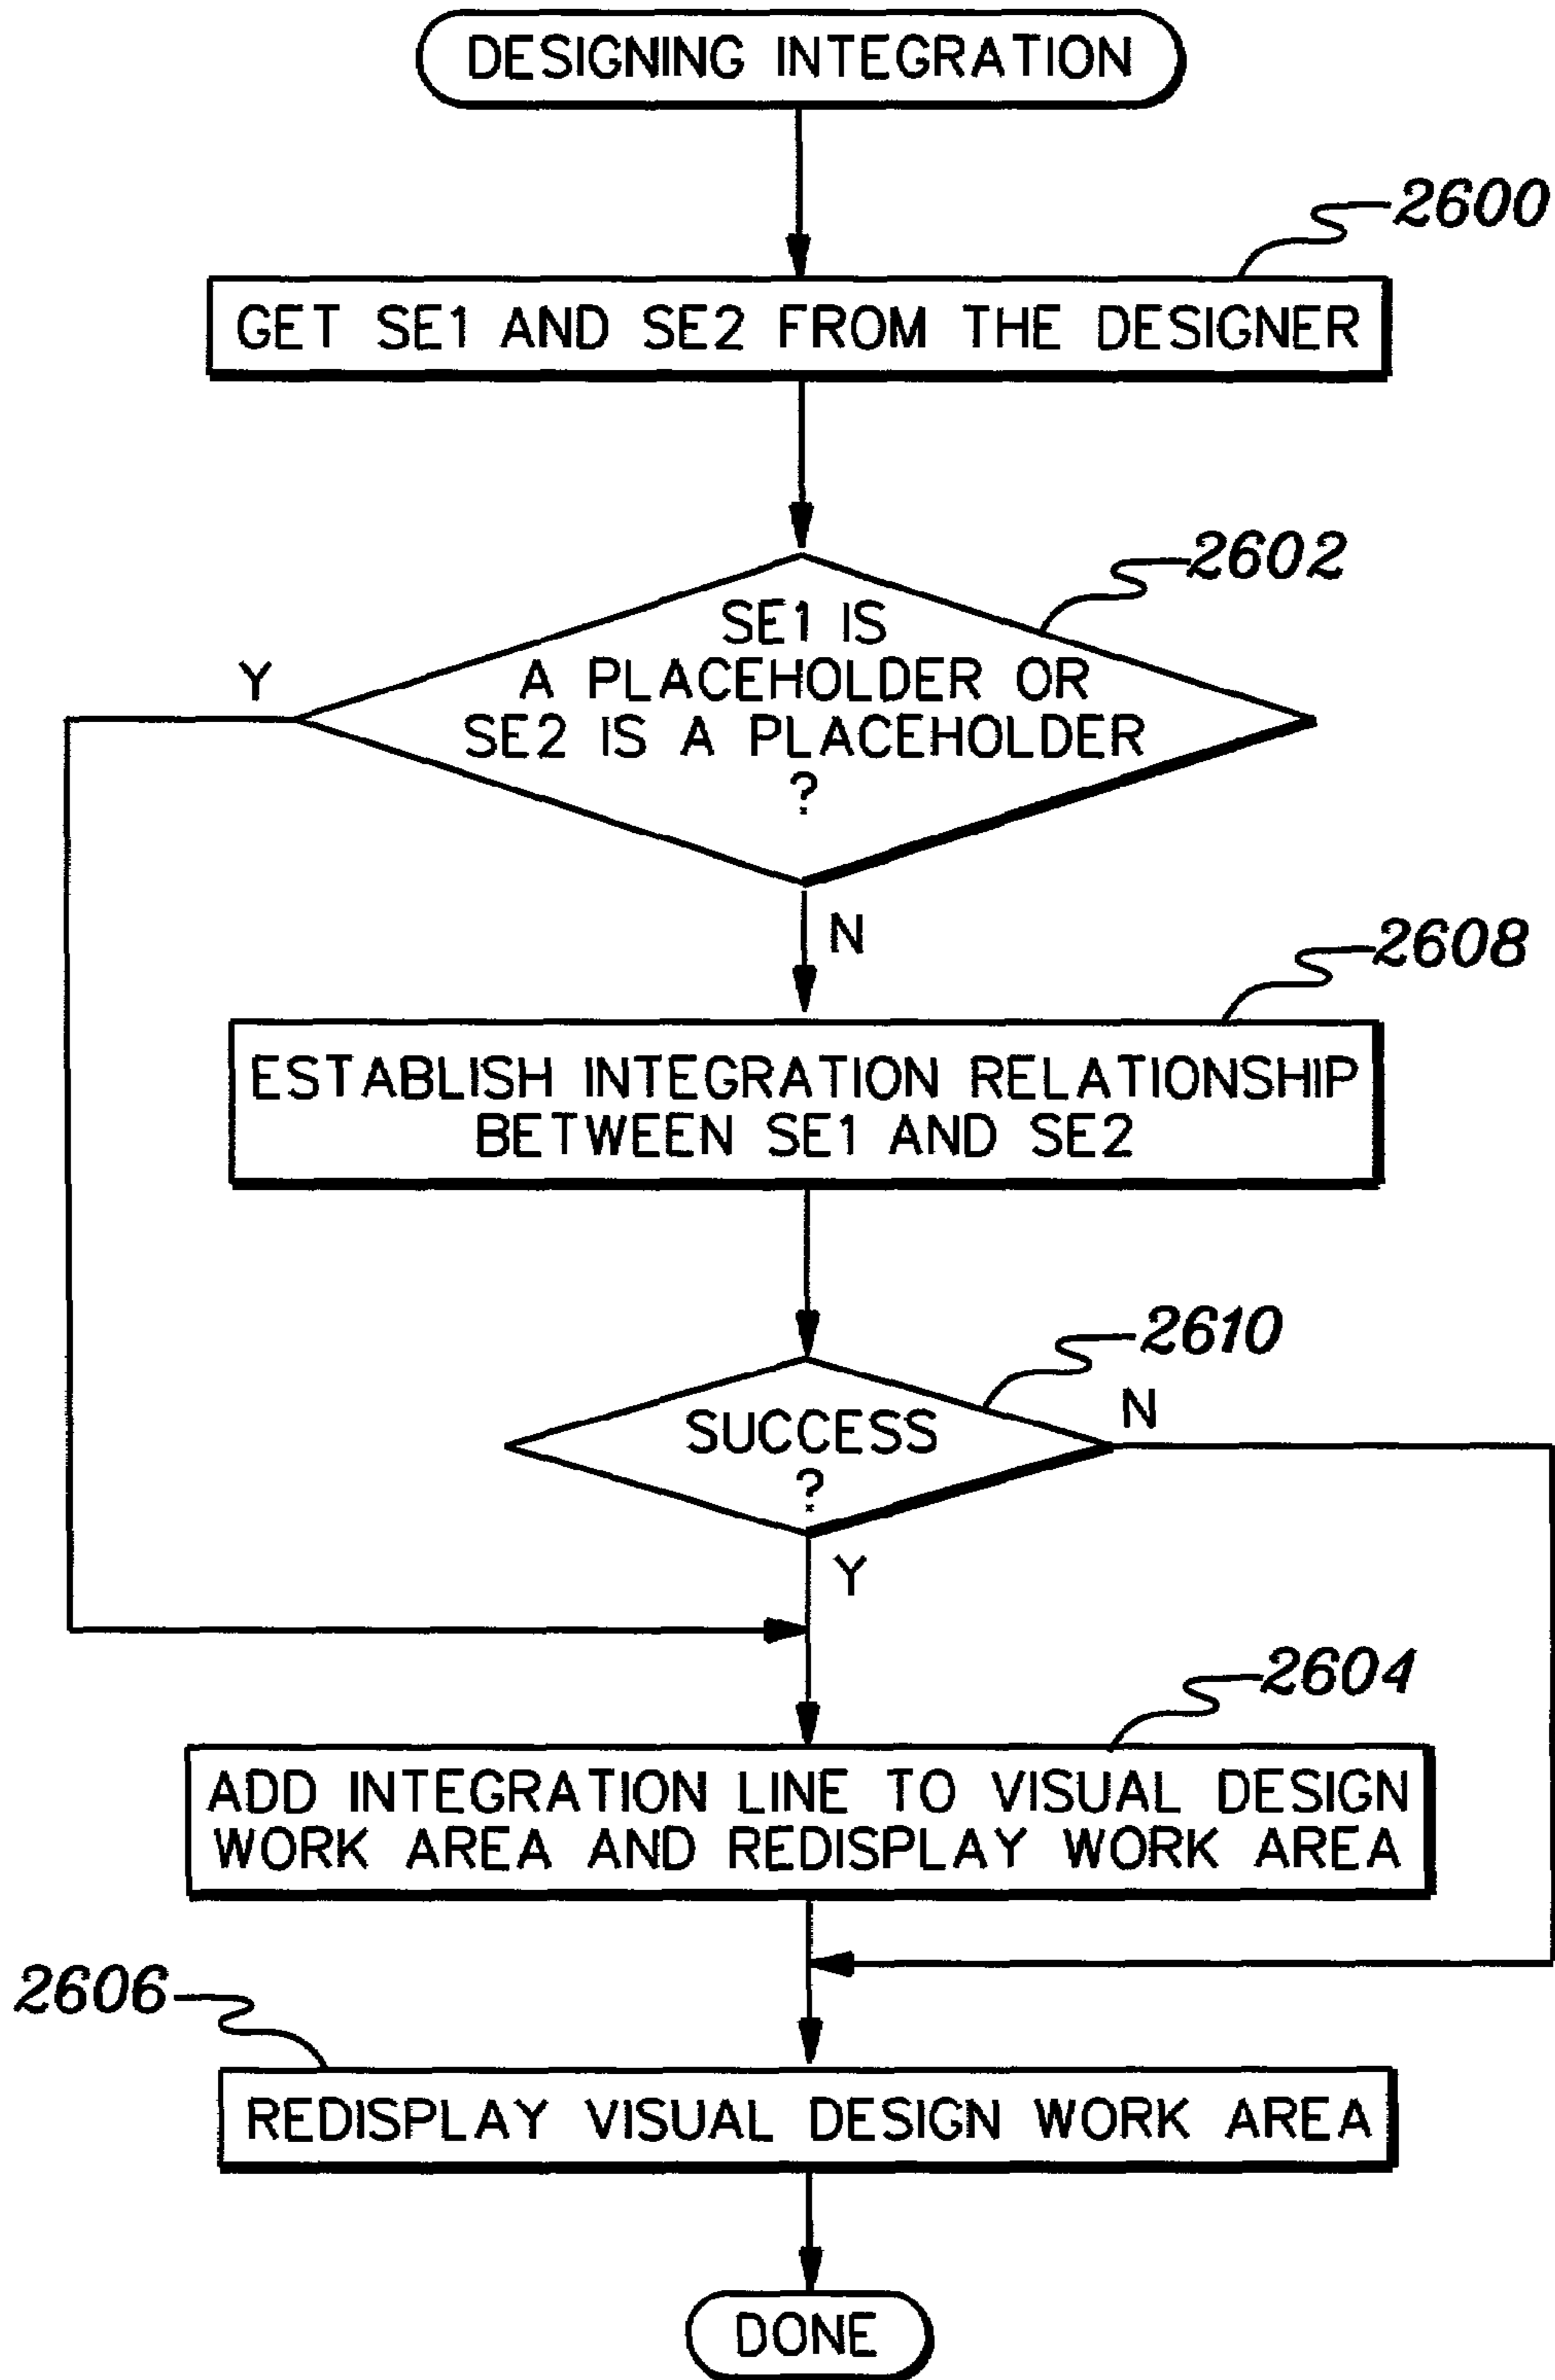 DESIGNING INTEGRATION
2600
GET SE1 AND SE2 FROM THE DESIGNER
2602
SE1 IS
A PLACEHOLDER OR
SE2 IS A PLACEHOLDER
?
Y
N
2608
ESTABLISH INTEGRATION RELATIONSHIP
BETWEEN SE1 AND SE2
2610
SUCCESS
?
N
Y
2604
ADD INTEGRATION LINE TO VISUAL DESIGN
WORK AREA AND REDISPLAY WORK AREA
2606
REDISPLAY VISUAL DESIGN WORK AREA
DONE